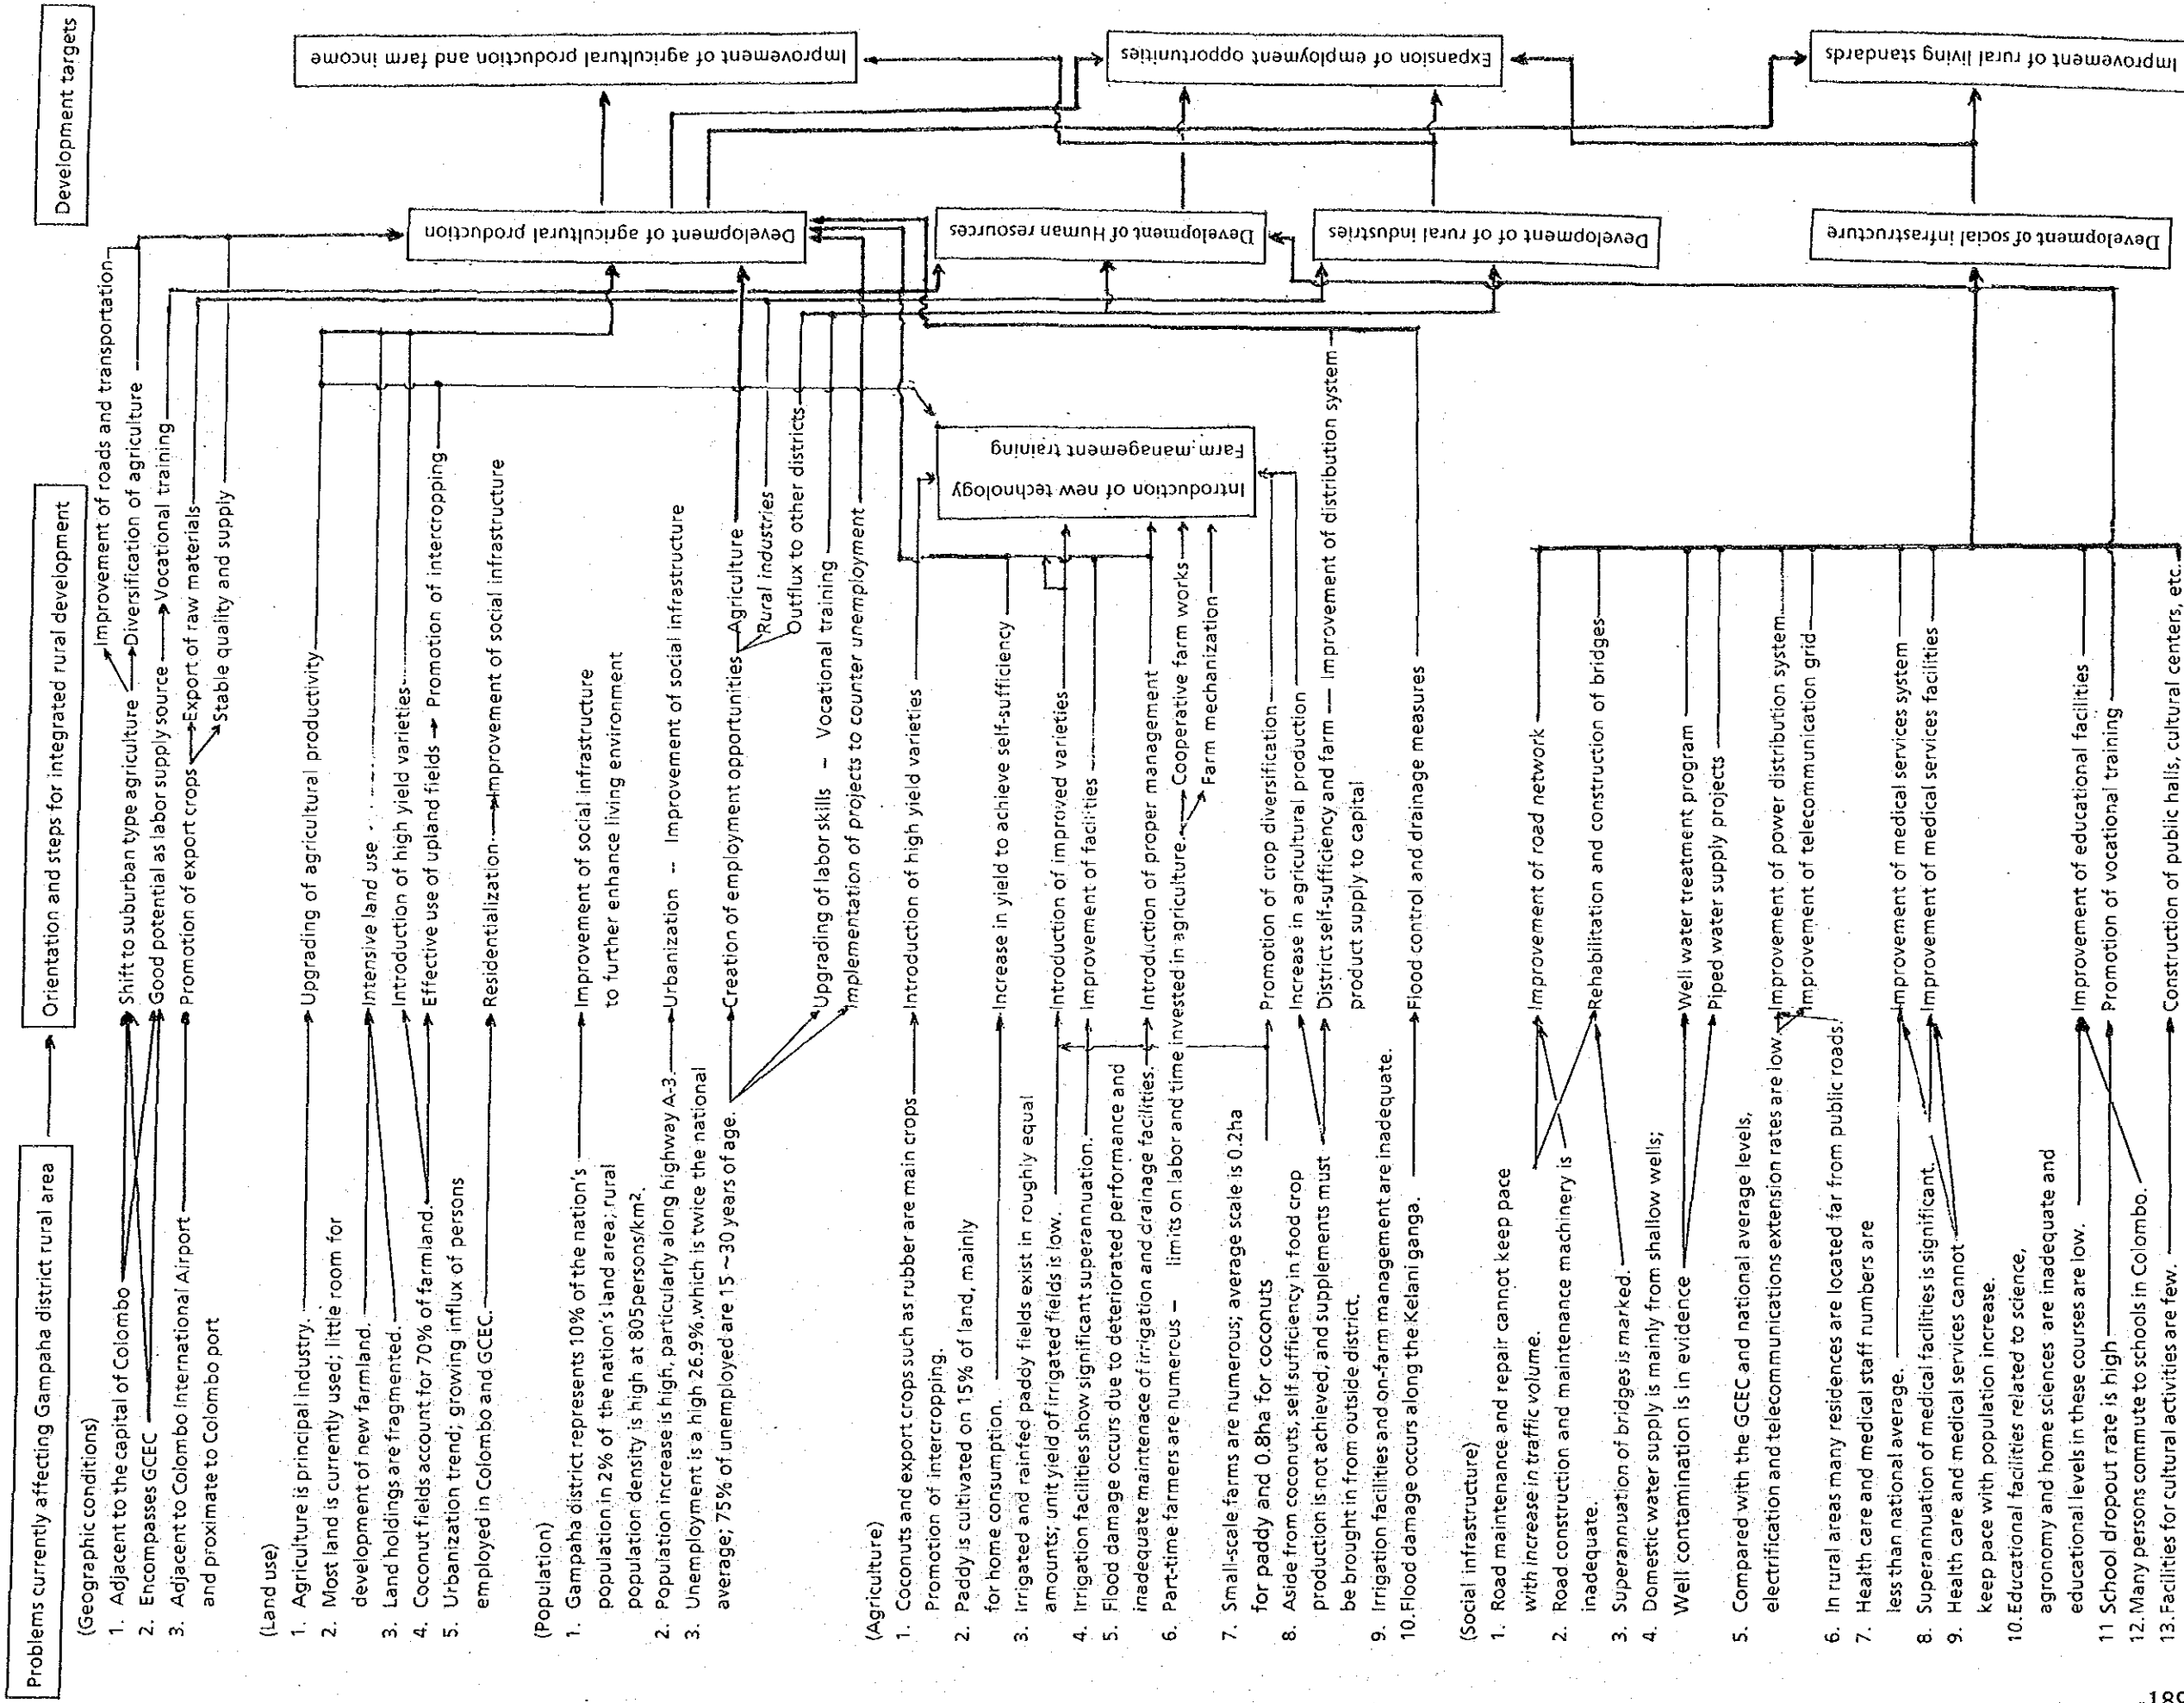 Problems currently affecting Gampaha district rural area
Orientation and steps for integrated rural development
Development targets
(Geographic conditions)
1. Adjacent to the capital of Colombo
2. Encompasses GCEC
3. Adjacent to Colombo International Airport
and proximate to Colombo port
Shift to suburban type agriculture
Improvement of roads and transportation
Diversification of agriculture
Good potential as labor supply source
Vocational training
Promotion of export crops
Export of raw materials
Stable quality and supply
(Land use)
1. Agriculture is principal industry.
2. Most land is currently used; little room for
development of new farmland.
3. Land holdings are fragmented.
4. Coconut fields account for 70% of farmland.
5. Urbanization trend; growing influx of persons
employed in Colombo and GCEC.
Upgrading of agricultural productivity
Intensive land use
Introduction of high yield varieties
Effective use of upland fields
Promotion of intercropping
Residentialization
Improvement of social infrastructure
(Population)
1. Gampaha district represents 10% of the nation's
population in 2% of the nation's land area; rural
population density is high at 805persons/km².
2. Population increase is high, particularly along highway A-3.
3. Unemployment is a high 26.9%, which is twice the national
average; 75% of unemployed are 15~30 years of age.
Improvement of social infrastructure
to further enhance living environment
Urbanization -- Improvement of social infrastructure
Creation of employment opportunities
Agriculture
Rural industries
Outflux to other districts
Upgrading of labor skills - Vocational training
Implementation of projects to counter unemployment
(Agriculture)
1. Coconuts and export crops such as rubber are main crops
Promotion of intercropping.
2. Paddy is cultivated on 15% of land, mainly
for home consumption.
3. Irrigated and rainfed paddy fields exist in roughly equal
amounts; unit yield of irrigated fields is low.
4. Irrigation facilities show significant superannuation.
5. Flood damage occurs due to deteriorated performance and
inadequate maintenace of irrigation and drainage facilities.
6. Part-time farmers are numerous - limits on labor and time invested in agriculture.
7. Small-scale farms are numerous; average scale is 0.2ha
for paddy and 0.8ha for coconuts
8. Aside from coconuts, self sufficiency in food crop
production is not achieved, and supplements must
be brought in from outside district.
9. Irrigation facilities and on-farm management are inadequate.
10. Flood damage occurs along the Kelani ganga.
Introduction of high yield varieties
Increase in yield to achieve self-sufficiency
Introduction of improved varieties
Improvement of facilities
Introduction of proper management
Cooperative farm works
Farm mechanization
Promotion of crop diversification
Increase in agricultural production
District self-sufficiency and farm
product supply to capital
Improvement of distribution system
Flood control and drainage measures
Introduction of new technology
Farm management training
(Social infrastructure)
1. Road maintenance and repair cannot keep pace
with increase in traffic volume.
2. Road construction and maintenance machinery is
inadequate.
3. Superannuation of bridges is marked.
4. Domestic water supply is mainly from shallow wells;
Well contamination is in evidence
5. Compared with the GCEC and national average levels,
electrification and telecommunications extension rates are low.
6. In rural areas many residences are located far from public roads.
7. Health care and medical staff numbers are
less than national average.
8. Superannuation of medical facilities is significant.
9. Health care and medical services cannot
keep pace with population increase.
10. Educational facilities related to science,
agronomy and home sciences are inadequate and
educational levels in these courses are low.
11 School dropout rate is high
12. Many persons commute to schools in Colombo.
13. Facilities for cultural activities are few.
Improvement of road network
Rehabilitation and construction of bridges
Well water treatment program
Piped water supply projects
Improvement of power distribution system
Improvement of telecommunication grid
Improvement of medical services system
Improvement of medical services facilities
Improvement of educational facilities
Promotion of vocational training
Construction of public halls, cultural centers, etc.
Development of agricultural production
Development of Human resources
Development of of rural industries
Development of social infrastructure
Improvement of agricultural production and farm income
Expansion of employment opportunities
Improvement of rural living standards
189